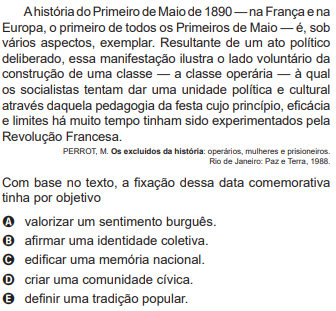 A história do Primeiro de Maio de 1890 — na França e na
Europa, o primeiro de todos os Primeiros de Maio — é, sob
vários aspectos, exemplar. Resultante de um ato político
deliberado, essa manifestação ilustra o lado voluntário da
construção de uma classe — a classe operária — à qual
os socialistas tentam dar uma unidade política e cultural
através daquela pedagogia da festa cujo princípio, eficácia
e limites há muito tempo tinham sido experimentados pela
Revolução Francesa.
PERROT, M. Os excluídos da história: operários, mulheres e prisioneiros.
Rio de Janeiro: Paz e Terra, 1988.
Com base no texto, a fixação dessa data comemorativa
tinha por objetivo
A valorizar um sentimento burguês.
B afirmar uma identidade coletiva.
C edificar uma memória nacional.
D criar uma comunidade cívica.
E definir uma tradição popular.